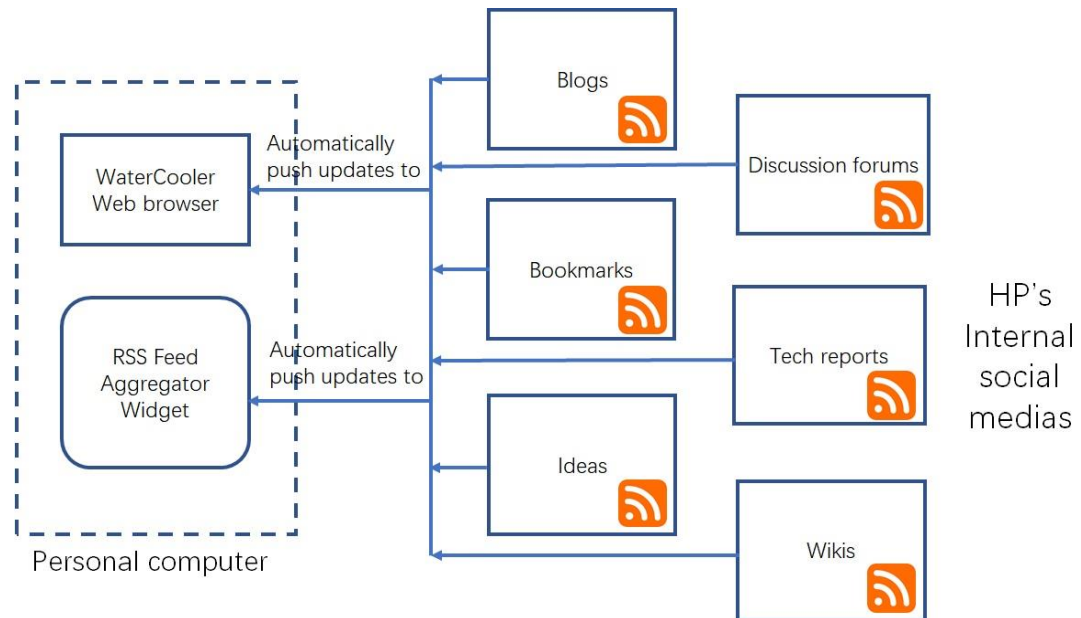 Blogs
Automatically
push updates to
Discussion forums
WaterCooler
Web browser
Bookmarks
HP's
Internal
social
medias
RSS Feed
Aggregator
Widget
Automatically
push updates to
Tech reports
Ideas
Wikis
Personal computer